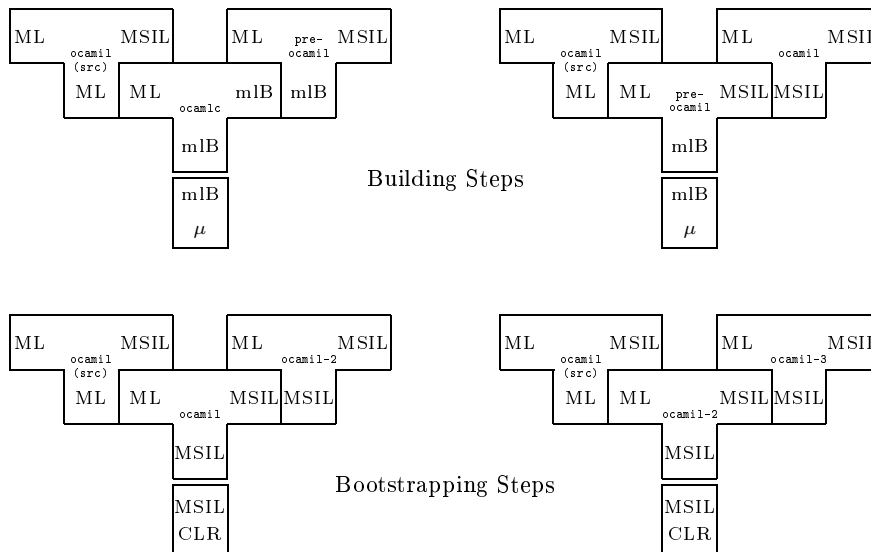 ML MSIL ML pre- MSIL
ocamil ocamil
(src)
ML ML mlB mlB
ocamlc
mlB
mlB
μ
ML MSIL ML MSIL
ocamil ocamil
(src)
ML ML pre- MSIL MSIL
ocamil
mlB
mlB
μ
Building Steps
ML MSIL ML MSIL
ocamil ocamil-2
(src)
ML ML MSIL MSIL
ocamil
MSIL
MSIL
CLR
ML MSIL ML MSIL
ocamil ocamil-3
(src)
ML ML MSIL MSIL
ocamil-2
MSIL
MSIL
CLR
Bootstrapping Steps